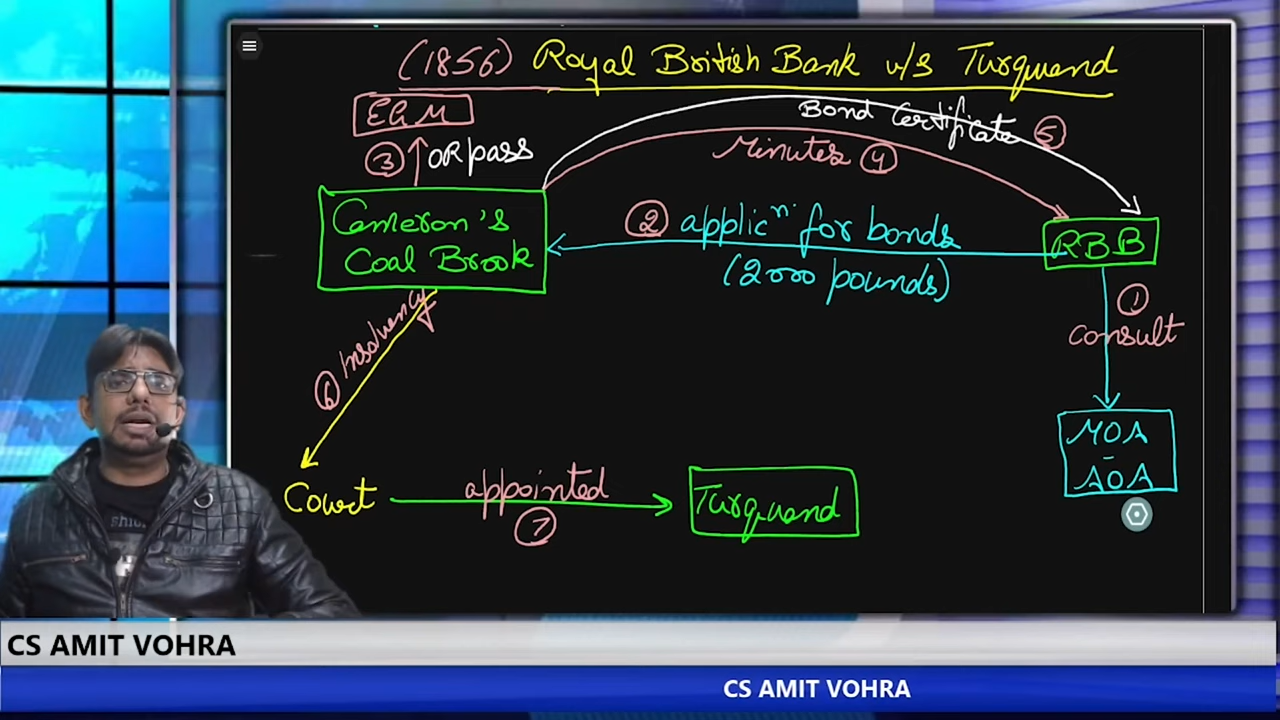 (1856) Royal British Bank v/s Turquand
EGM
③ OR pass
Bond Certificate ⑤
Minutes ④
Cameron's
Coal Brook
② applicⁿ. for bonds
(2000 pounds)
RBB
① Consult
MOA
-
AOA
⑥ Insolvency
Court
appointed
⑦
Turquand
CS AMIT VOHRA
CS AMIT VOHRA